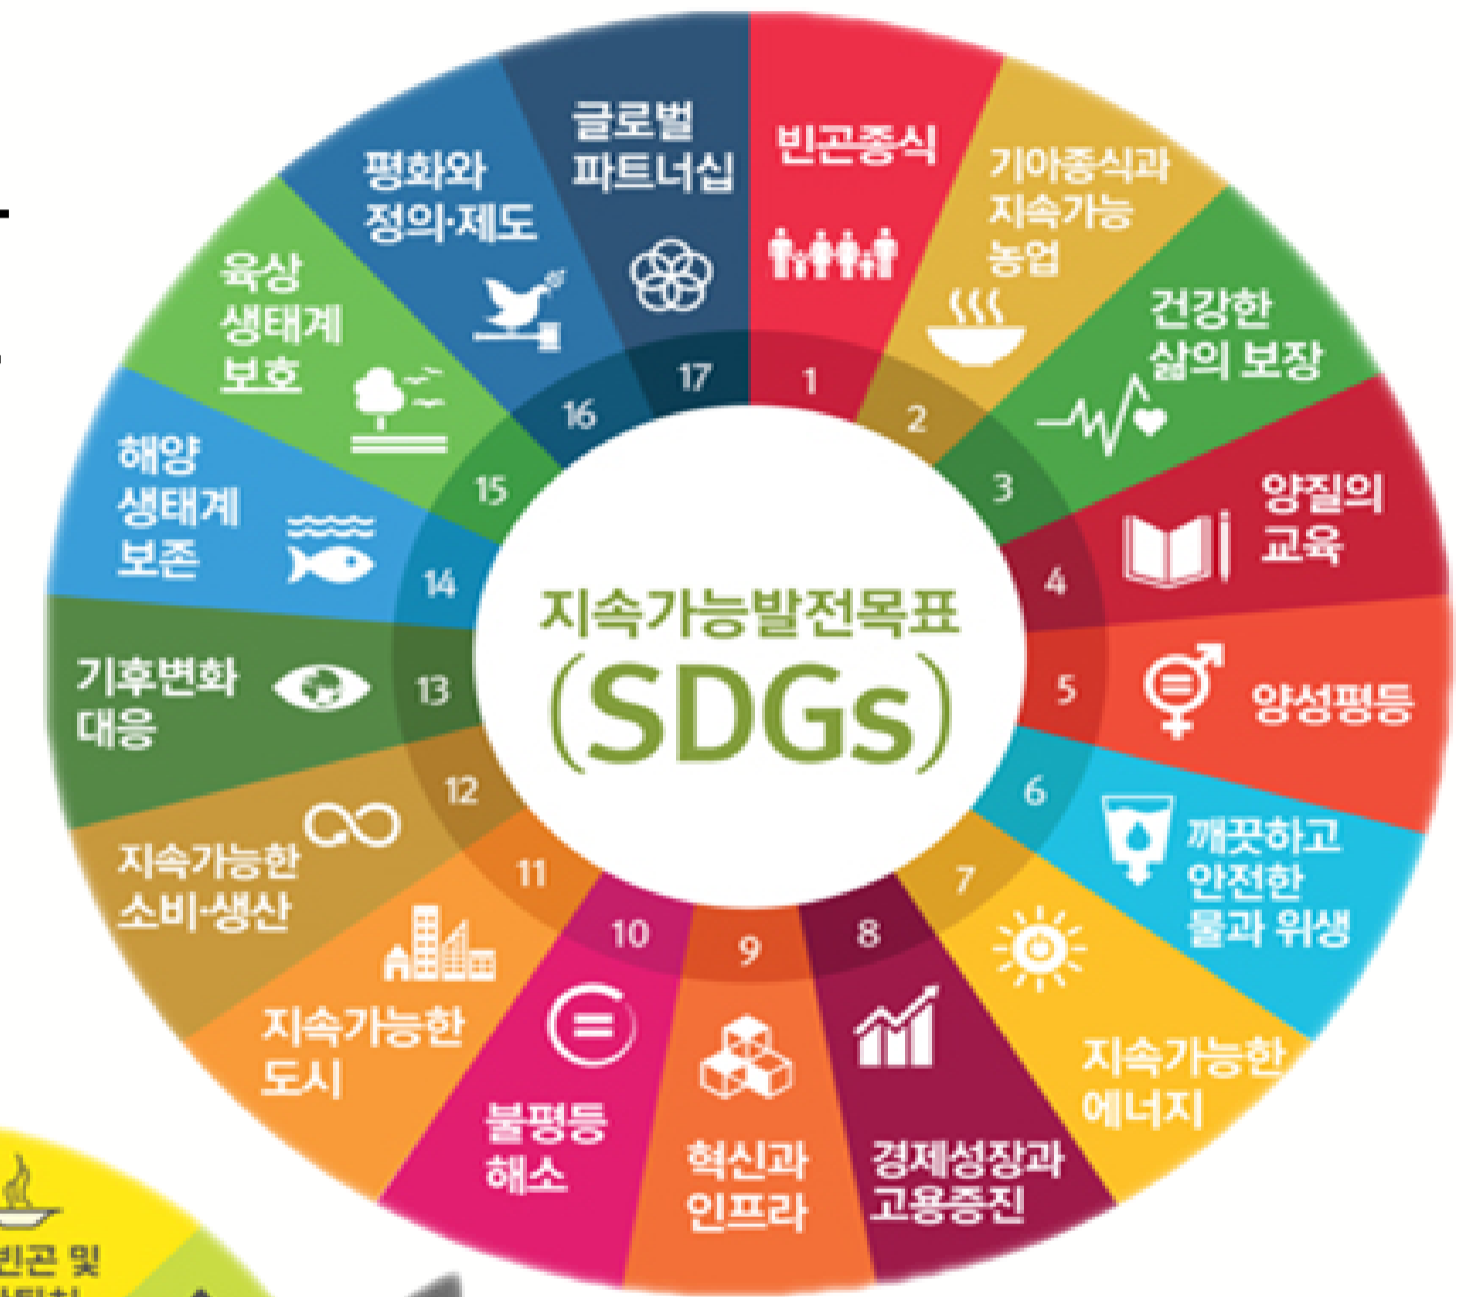 지속가능발전목표
(SDGs)
빈곤종식
1
기아종식과
지속가능
농업
2
건강한
삶의 보장
3
양질의
교육
4
양성평등
5
깨끗하고
안전한
물과 위생
6
지속가능한
에너지
7
경제성장과
고용증진
8
혁신과
인프라
9
불평등
해소
10
지속가능한
도시
11
지속가능한
소비·생산
12
기후변화
대응
13
해양
생태계
보존
14
육상
생태계
보호
15
평화와
정의·제도
16
글로벌
파트너십
17
빈곤 및